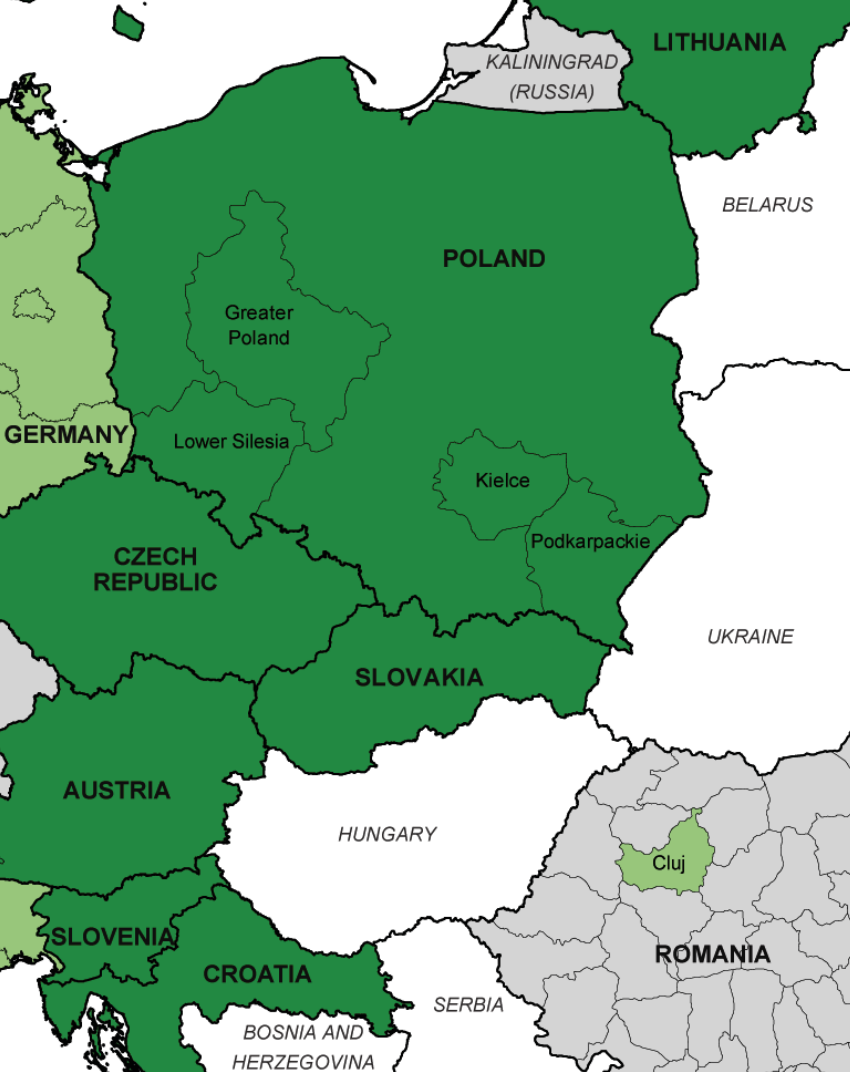 LITHUANIA
KALININGRAD
(RUSSIA)
BELARUS
POLAND
Greater
Poland
GERMANY
Lower Silesia
Kielce
Podkarpackie
CZECH
REPUBLIC
UKRAINE
SLOVAKIA
AUSTRIA
HUNGARY
Cluj
SLOVENIA
ROMANIA
CROATIA
SERBIA
BOSNIA AND
HERZEGOVINA